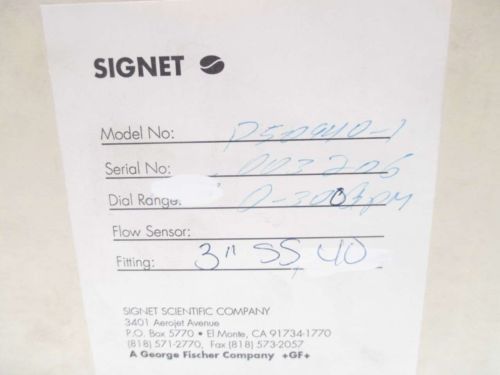 SIGNET
Model No: P50940-1
Serial No: 003206
Dial Range: 0-300 GPM
Flow Sensor:
Fitting: 3" SS 40
SIGNET SCIENTIFIC COMPANY
3401 Aerojet Avenue
P.O. Box 5770 • El Monte, CA 91734-1770
(818) 571-2770, Fax (818) 573-2057
A George Fischer Company +GF+